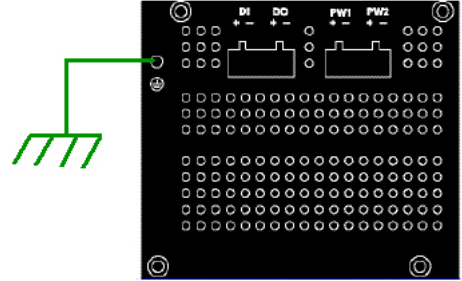 DI DO PW1 PW2
+ - + - + - + -